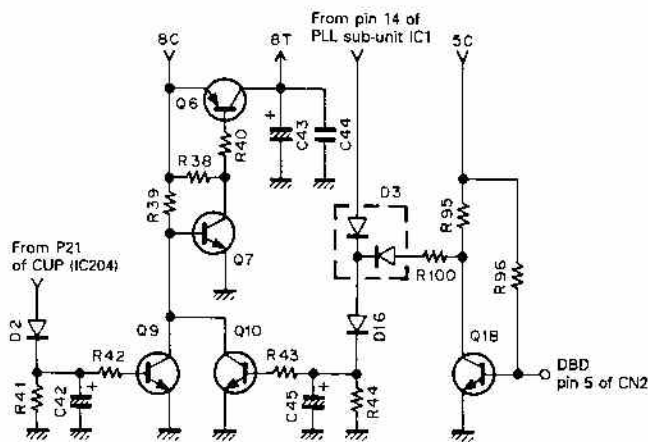 From pin 14 of
PLL sub-unit IC1
8C
8T
5C
Q6
+
C43
C44
R40
R38
R39
Q7
D3
R95
R100
R96
From P21
of CUP (IC204)
D2
Q9
Q10
D16
Q18
R42
R43
R41
C42
+
C45
+
R44
DBD
pin 5 of CN2